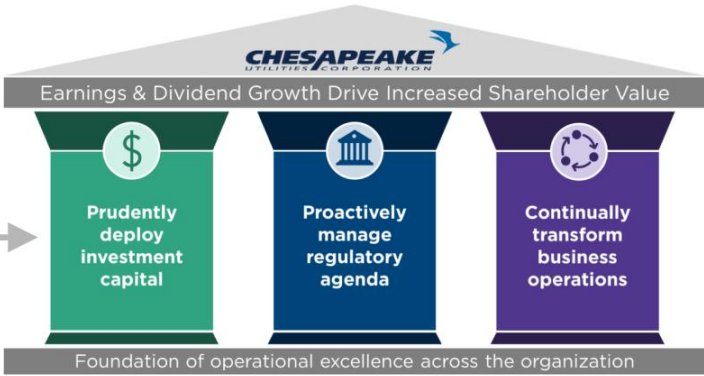 CHESAPEAKE
UTILITIES CORPORATION
Earnings & Dividend Growth Drive Increased Shareholder Value
$
Prudently
deploy
investment
capital
Proactively
manage
regulatory
agenda
Continually
transform
business
operations
Foundation of operational excellence across the organization